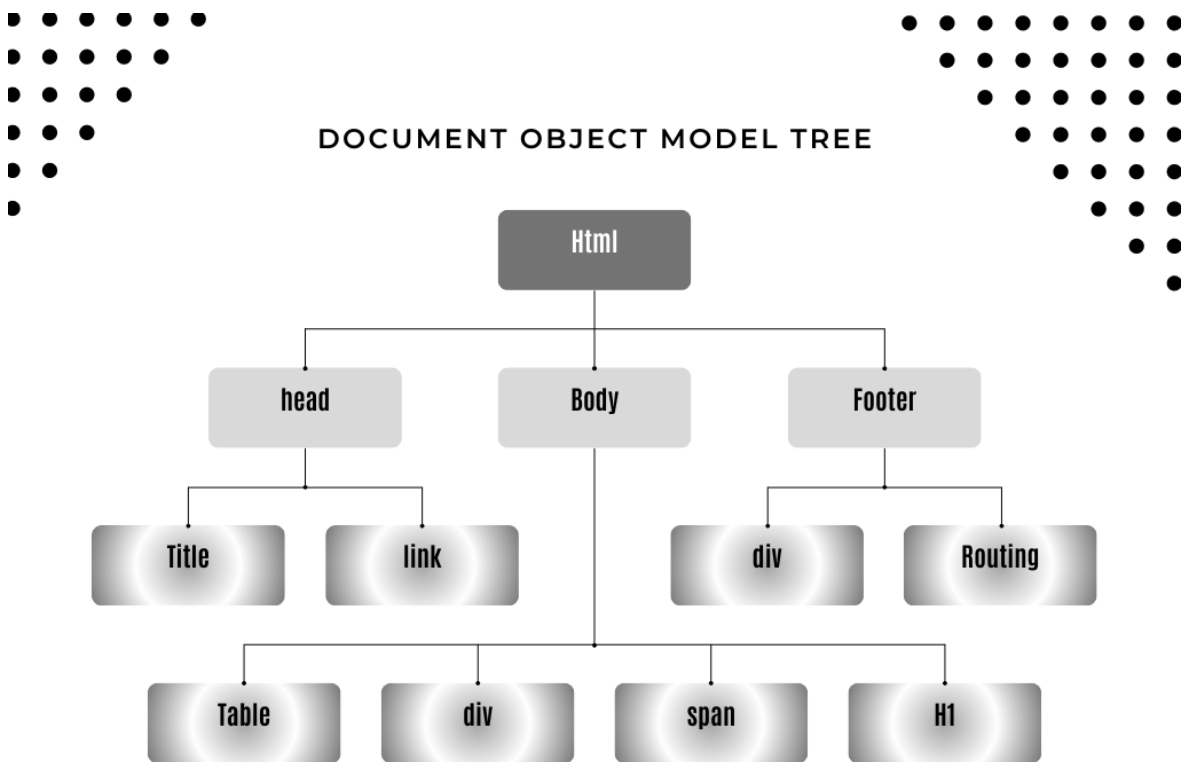 DOCUMENT OBJECT MODEL TREE
Html
head
Body
Footer
Title
link
div
Routing
Table
div
span
H1